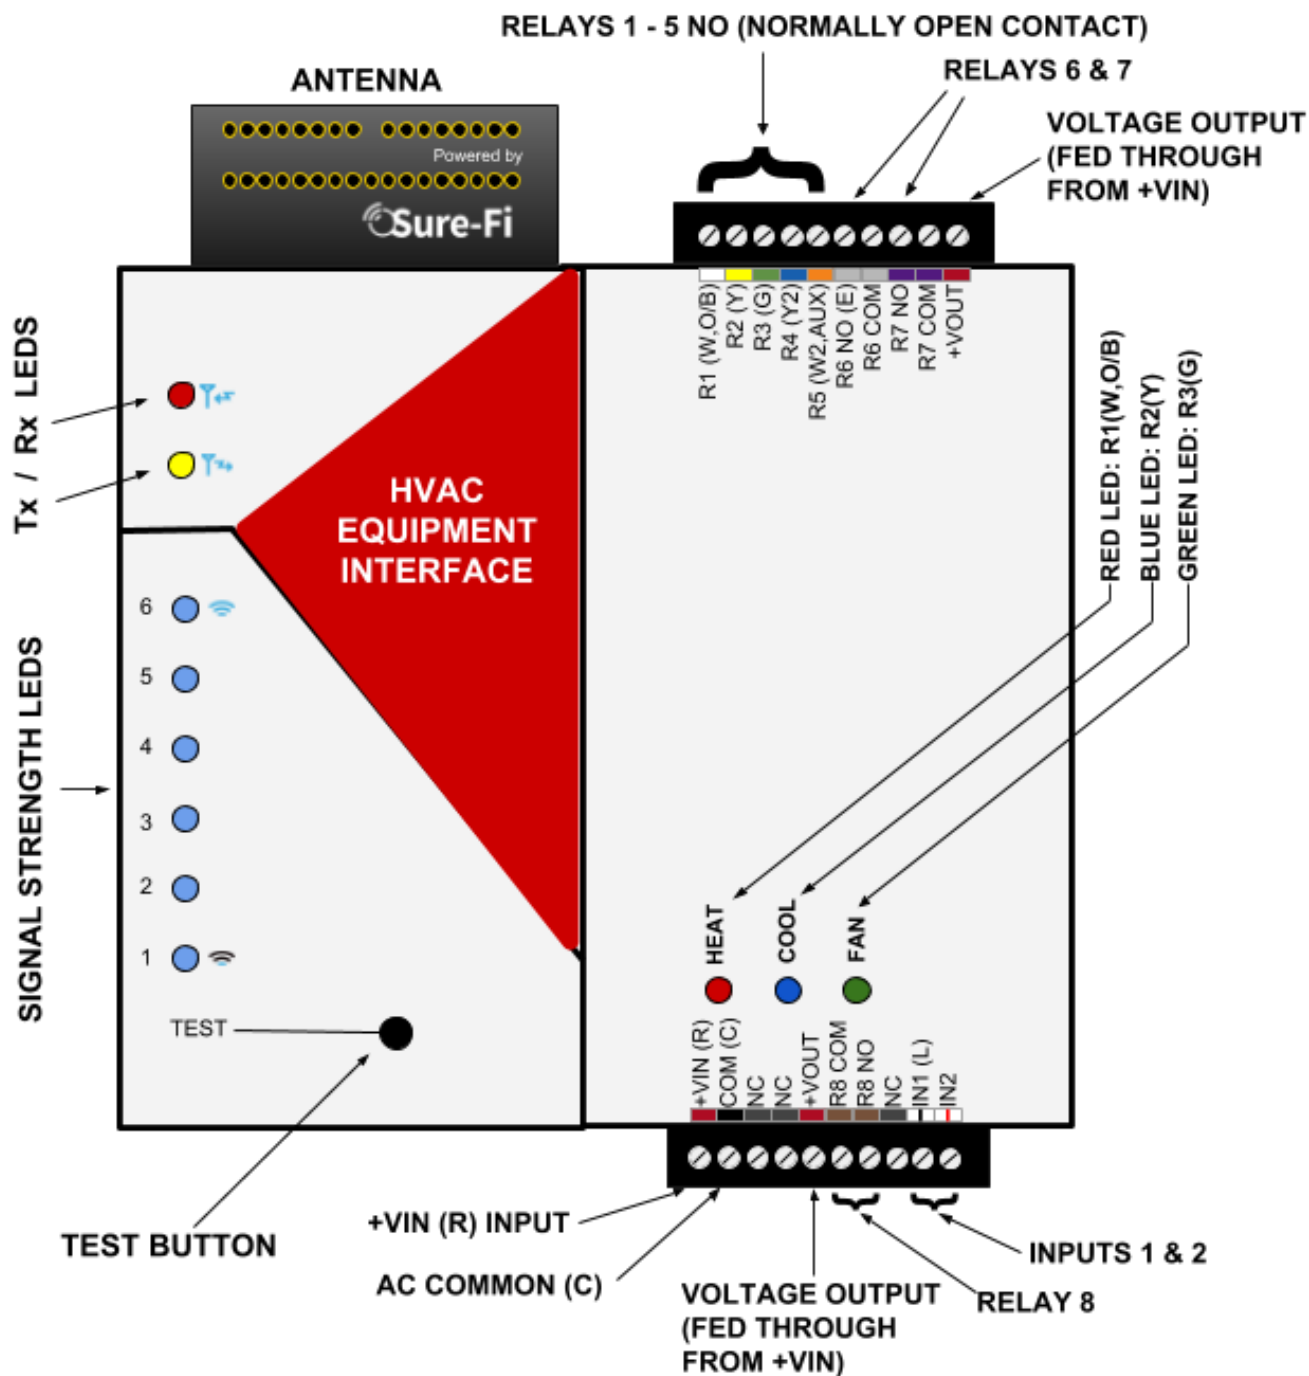 RELAYS 1 - 5 NO (NORMALLY OPEN CONTACT)
RELAYS 6 & 7
ANTENNA
VOLTAGE OUTPUT
(FED THROUGH
FROM +VIN)
Powered by
Sure-Fi
R1 (W,O/B)
R2 (Y)
R3 (G)
R4 (Y2)
R5 (W2,AUX)
R6 NO (E)
R6 COM
R7 NO
R7 COM
+VOUT
Tx / Rx LEDS
HVAC
EQUIPMENT
INTERFACE
RED LED: R1(W,O/B)
BLUE LED: R2(Y)
GREEN LED: R3(G)
SIGNAL STRENGTH LEDS
6
5
4
3
2
1
HEAT
COOL
FAN
TEST
+VIN (R)
COM (C)
NC
NC
+VOUT
R8 COM
R8 NO
NC
IN1 (L)
IN2
TEST BUTTON
+VIN (R) INPUT
AC COMMON (C)
VOLTAGE OUTPUT
(FED THROUGH
FROM +VIN)
RELAY 8
INPUTS 1 & 2